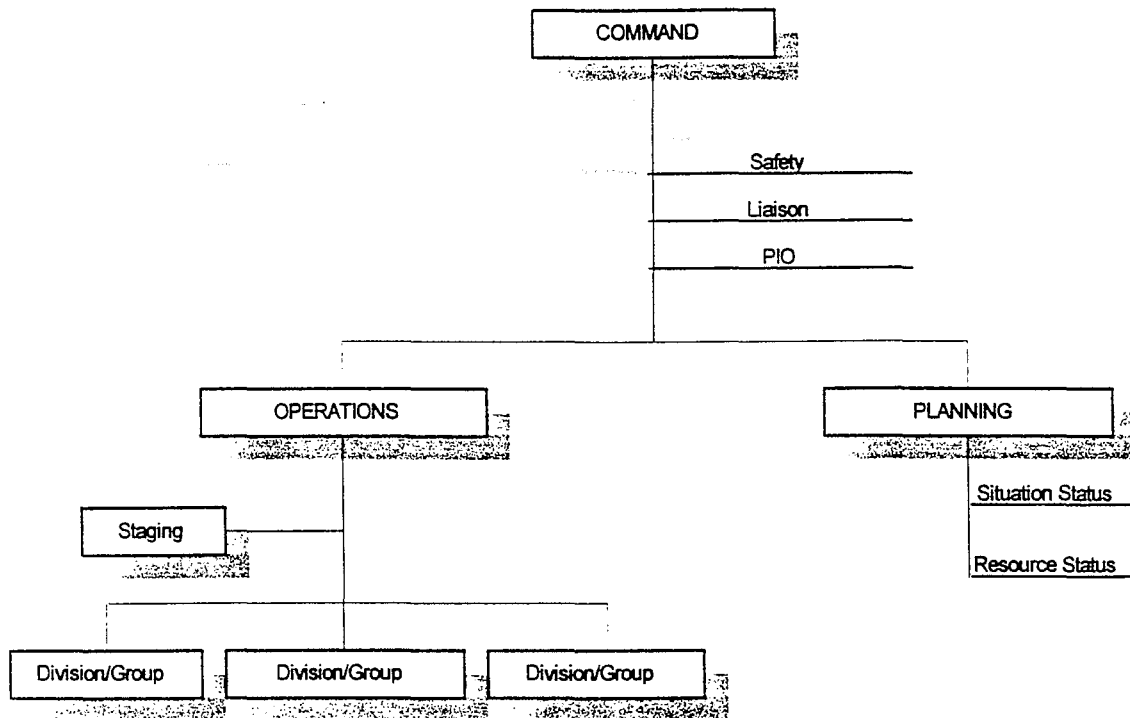 COMMAND
Safety
Liaison
PIO
OPERATIONS
PLANNING
Situation Status
Staging
Resource Status
Division/Group
Division/Group
Division/Group